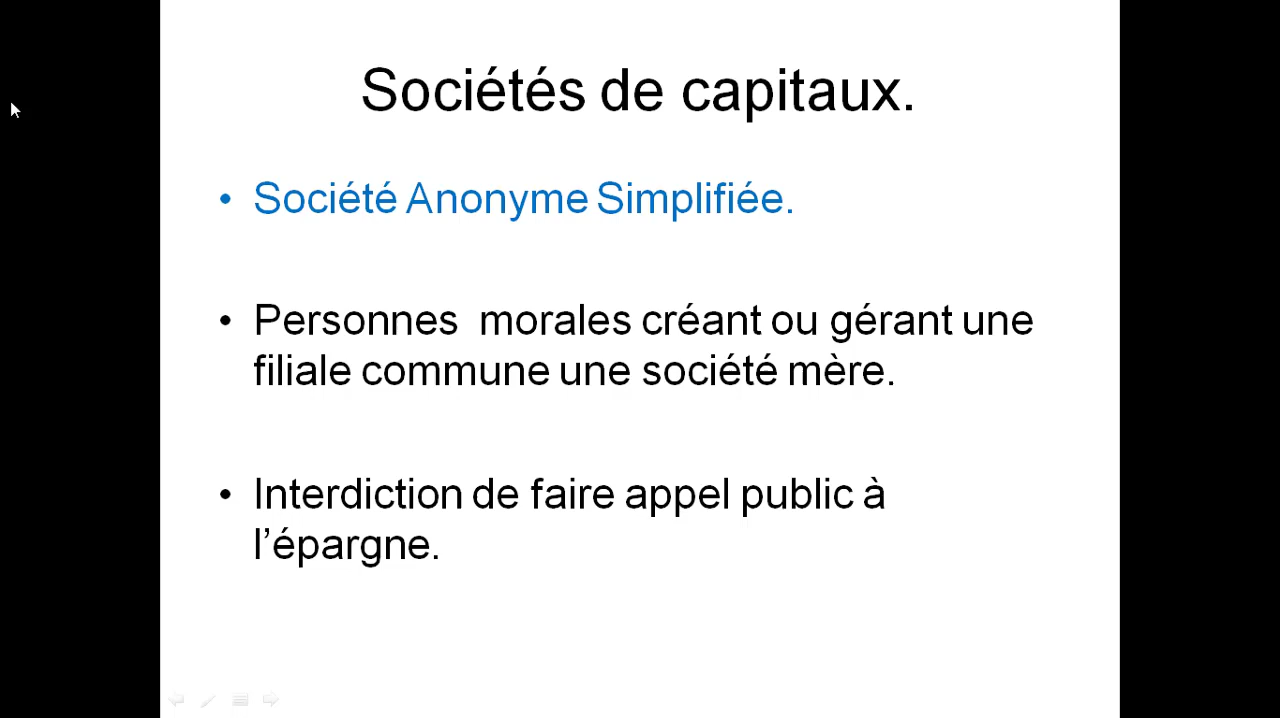 Sociétés de capitaux.
• Société Anonyme Simplifiée.
• Personnes  morales créant ou gérant une
filiale commune une société mère.
• Interdiction de faire appel public à
l’épargne.